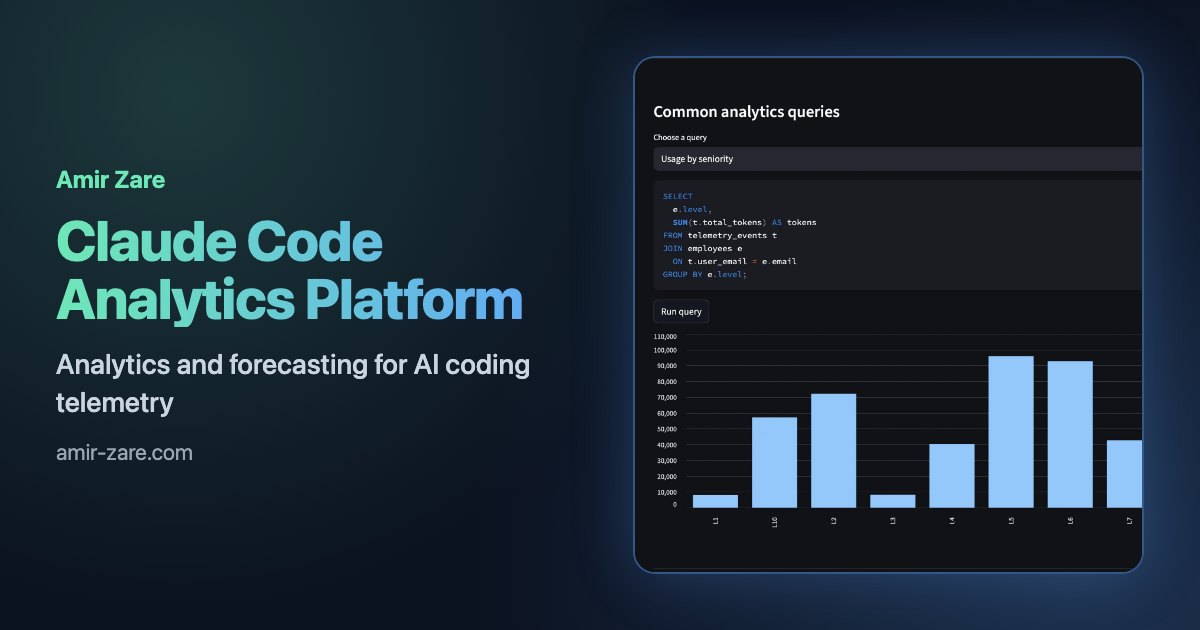 Amir Zare
Claude Code
Analytics Platform
Analytics and forecasting for AI coding
telemetry
amir-zare.com
Common analytics queries
Choose a query
Usage by seniority
SELECT
  e.level,
  SUM(t.total_tokens) AS tokens
FROM telemetry_events t
JOIN employees e
  ON t.user_email = e.email
GROUP BY e.level;
Run query
110,000
100,000
90,000
80,000
70,000
60,000
50,000
40,000
30,000
20,000
10,000
0
L1
L10
L2
L3
L4
L5
L6
L7